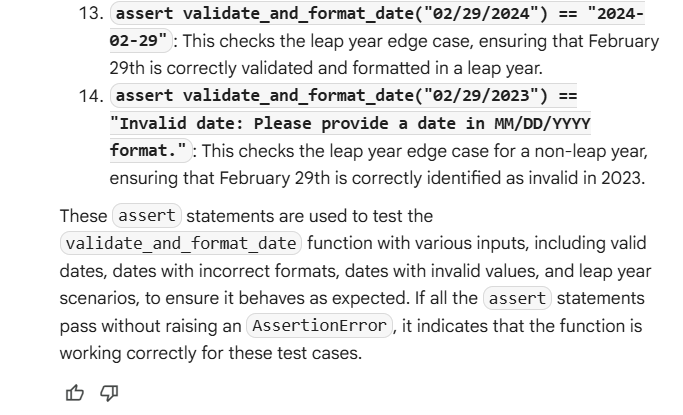 13. assert validate_and_format_date("02/29/2024") == "2024-
02-29" : This checks the leap year edge case, ensuring that February
29th is correctly validated and formatted in a leap year.
14. assert validate_and_format_date("02/29/2023") ==
"Invalid date: Please provide a date in MM/DD/YYYY
format." : This checks the leap year edge case for a non-leap year,
ensuring that February 29th is correctly identified as invalid in 2023.
These assert statements are used to test the
validate_and_format_date function with various inputs, including valid
dates, dates with incorrect formats, dates with invalid values, and leap year
scenarios, to ensure it behaves as expected. If all the assert statements
pass without raising an AssertionError , it indicates that the function is
working correctly for these test cases.